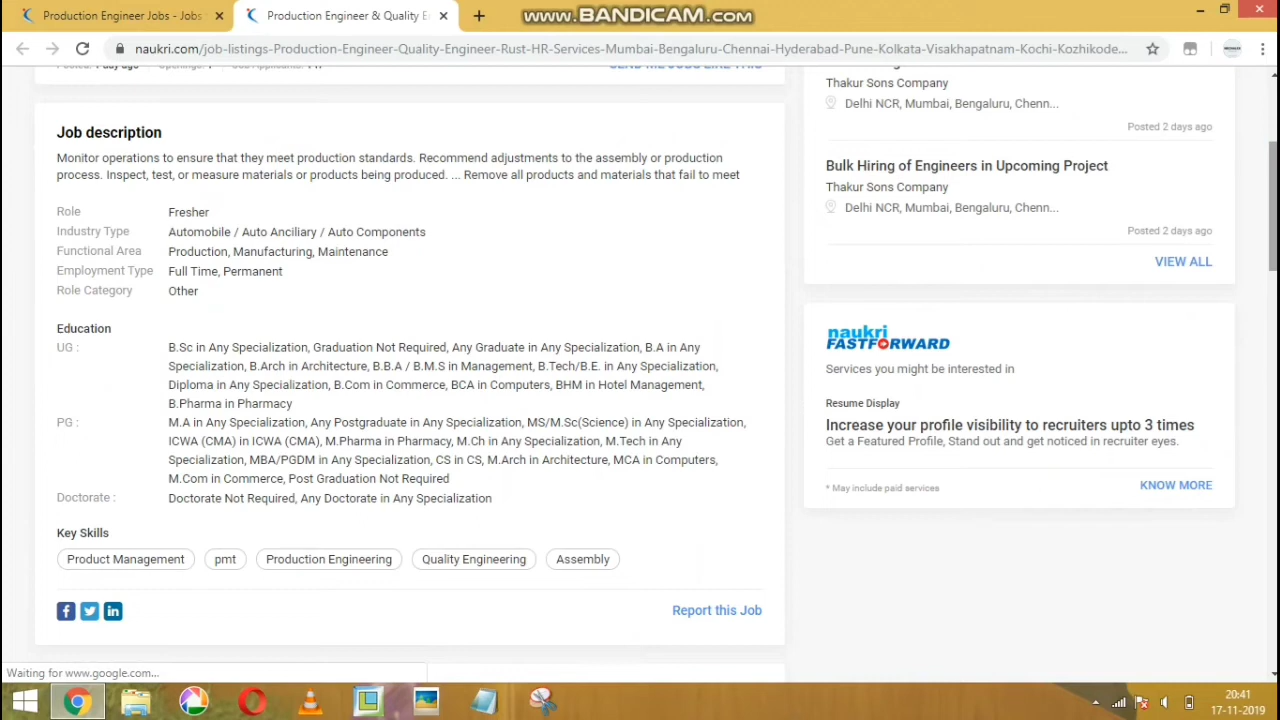 Production Engineer Jobs - Jobs
Production Engineer & Quality E
www.BANDICAM.com
naukri.com/job-listings-Production-Engineer-Quality-Engineer-Rust-HR-Services-Mumbai-Bengaluru-Chennai-Hyderabad-Pune-Kolkata-Visakhapatnam-Kochi-Kozhikode...
Job description
Monitor operations to ensure that they meet production standards. Recommend adjustments to the assembly or production
process. Inspect, test, or measure materials or products being produced. ... Remove all products and materials that fail to meet
Role Fresher
Industry Type Automobile / Auto Anciliary / Auto Components
Functional Area Production, Manufacturing, Maintenance
Employment Type Full Time, Permanent
Role Category Other
Education
UG : B.Sc in Any Specialization, Graduation Not Required, Any Graduate in Any Specialization, B.A in Any
Specialization, B.Arch in Architecture, B.B.A / B.M.S in Management, B.Tech/B.E. in Any Specialization,
Diploma in Any Specialization, B.Com in Commerce, BCA in Computers, BHM in Hotel Management,
B.Pharma in Pharmacy
PG : M.A in Any Specialization, Any Postgraduate in Any Specialization, MS/M.Sc(Science) in Any Specialization,
ICWA (CMA) in ICWA (CMA), M.Pharma in Pharmacy, M.Ch in Any Specialization, M.Tech in Any
Specialization, MBA/PGDM in Any Specialization, CS in CS, M.Arch in Architecture, MCA in Computers,
M.Com in Commerce, Post Graduation Not Required
Doctorate : Doctorate Not Required, Any Doctorate in Any Specialization
Key Skills
Product Management pmt Production Engineering Quality Engineering Assembly
Report this Job
Thakur Sons Company
Delhi NCR, Mumbai, Bengaluru, Chenn...
Posted 2 days ago
Bulk Hiring of Engineers in Upcoming Project
Thakur Sons Company
Delhi NCR, Mumbai, Bengaluru, Chenn...
Posted 2 days ago
VIEW ALL
naukri
FASTFORWARD
Services you might be interested in
Resume Display
Increase your profile visibility to recruiters upto 3 times
Get a Featured Profile, Stand out and get noticed in recruiter eyes.
* May include paid services
KNOW MORE
Waiting for www.google.com...
20:41
17-11-2019